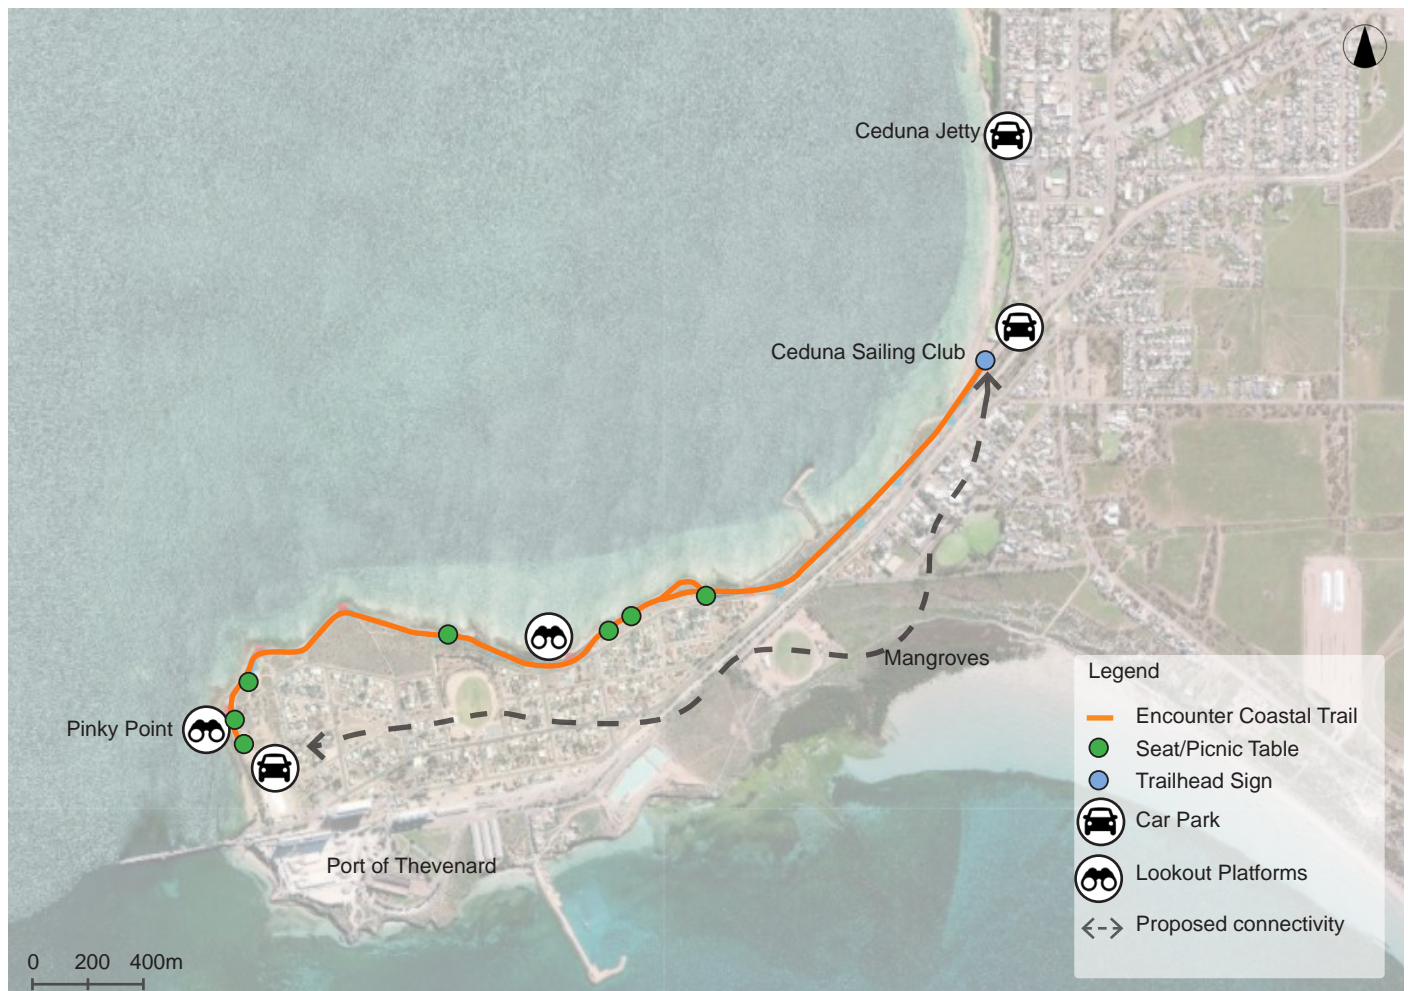 Ceduna Jetty
Ceduna Sailing Club
Mangroves
Pinky Point
Port of Thevenard
Legend
Encounter Coastal Trail
Seat/Picnic Table
Trailhead Sign
Car Park
Lookout Platforms
Proposed connectivity
0 200 400m